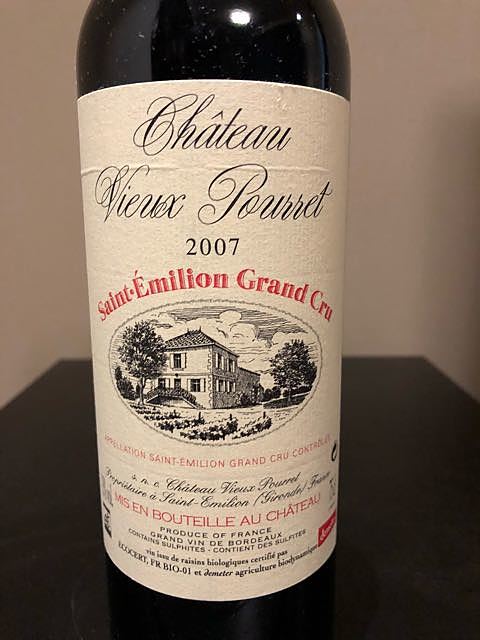 Château
Vieux Pourret
2007
Saint-Émilion Grand Cru
APPELLATION SAINT-ÉMILION GRAND CRU CONTRÔLÉE
s. n. c. Château Vieux Pourret
Propriétaire à Saint-Emilion (Gironde) France
MIS EN BOUTEILLE AU CHÂTEAU
PRODUCE OF FRANCE
GRAND VIN DE BORDEAUX
CONTAINS SULPHITES - CONTIENT DES SULFITES
vin issu de raisins biologiques certifié par
ECOCERT, FR BIO-01 et demeter agriculture biodynamique